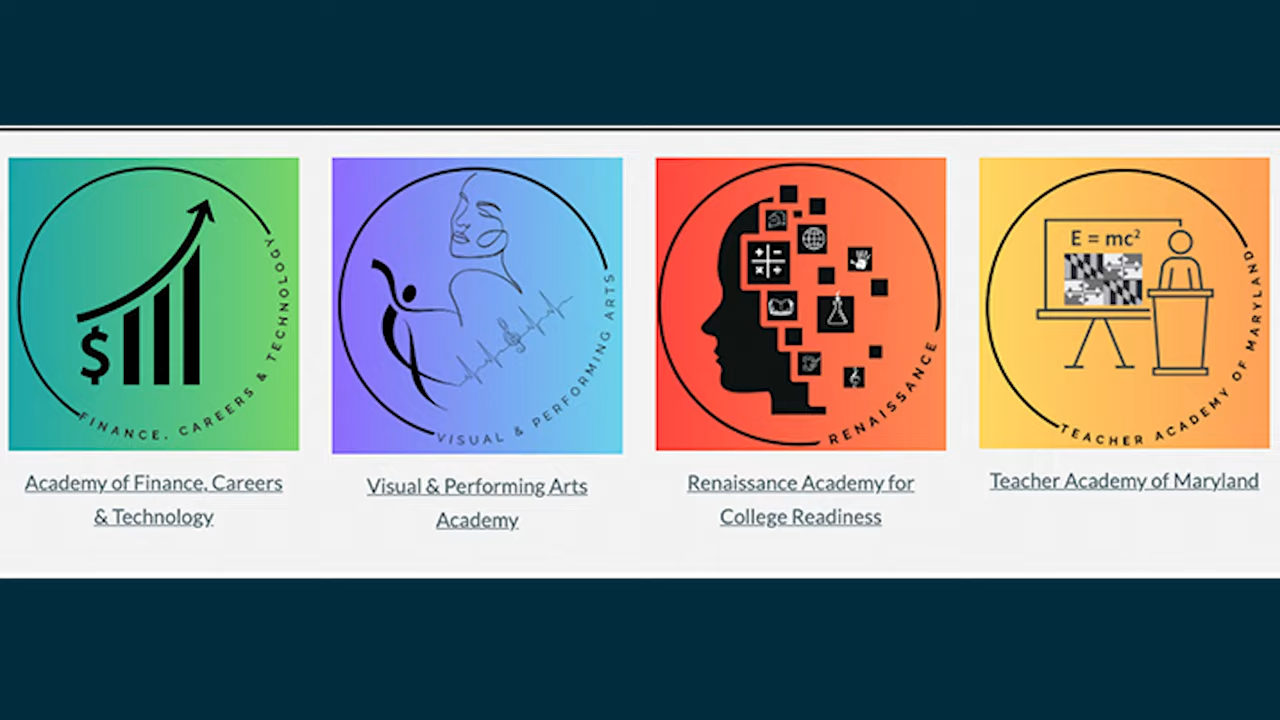 $
FINANCE, CAREERS & TECHNOLOGY
VISUAL & PERFORMING ARTS
RENAISSANCE
E = mc²
TEACHER ACADEMY OF MARYLAND
Academy of Finance, Careers
& Technology
Visual & Performing Arts
Academy
Renaissance Academy for
College Readiness
Teacher Academy of Maryland